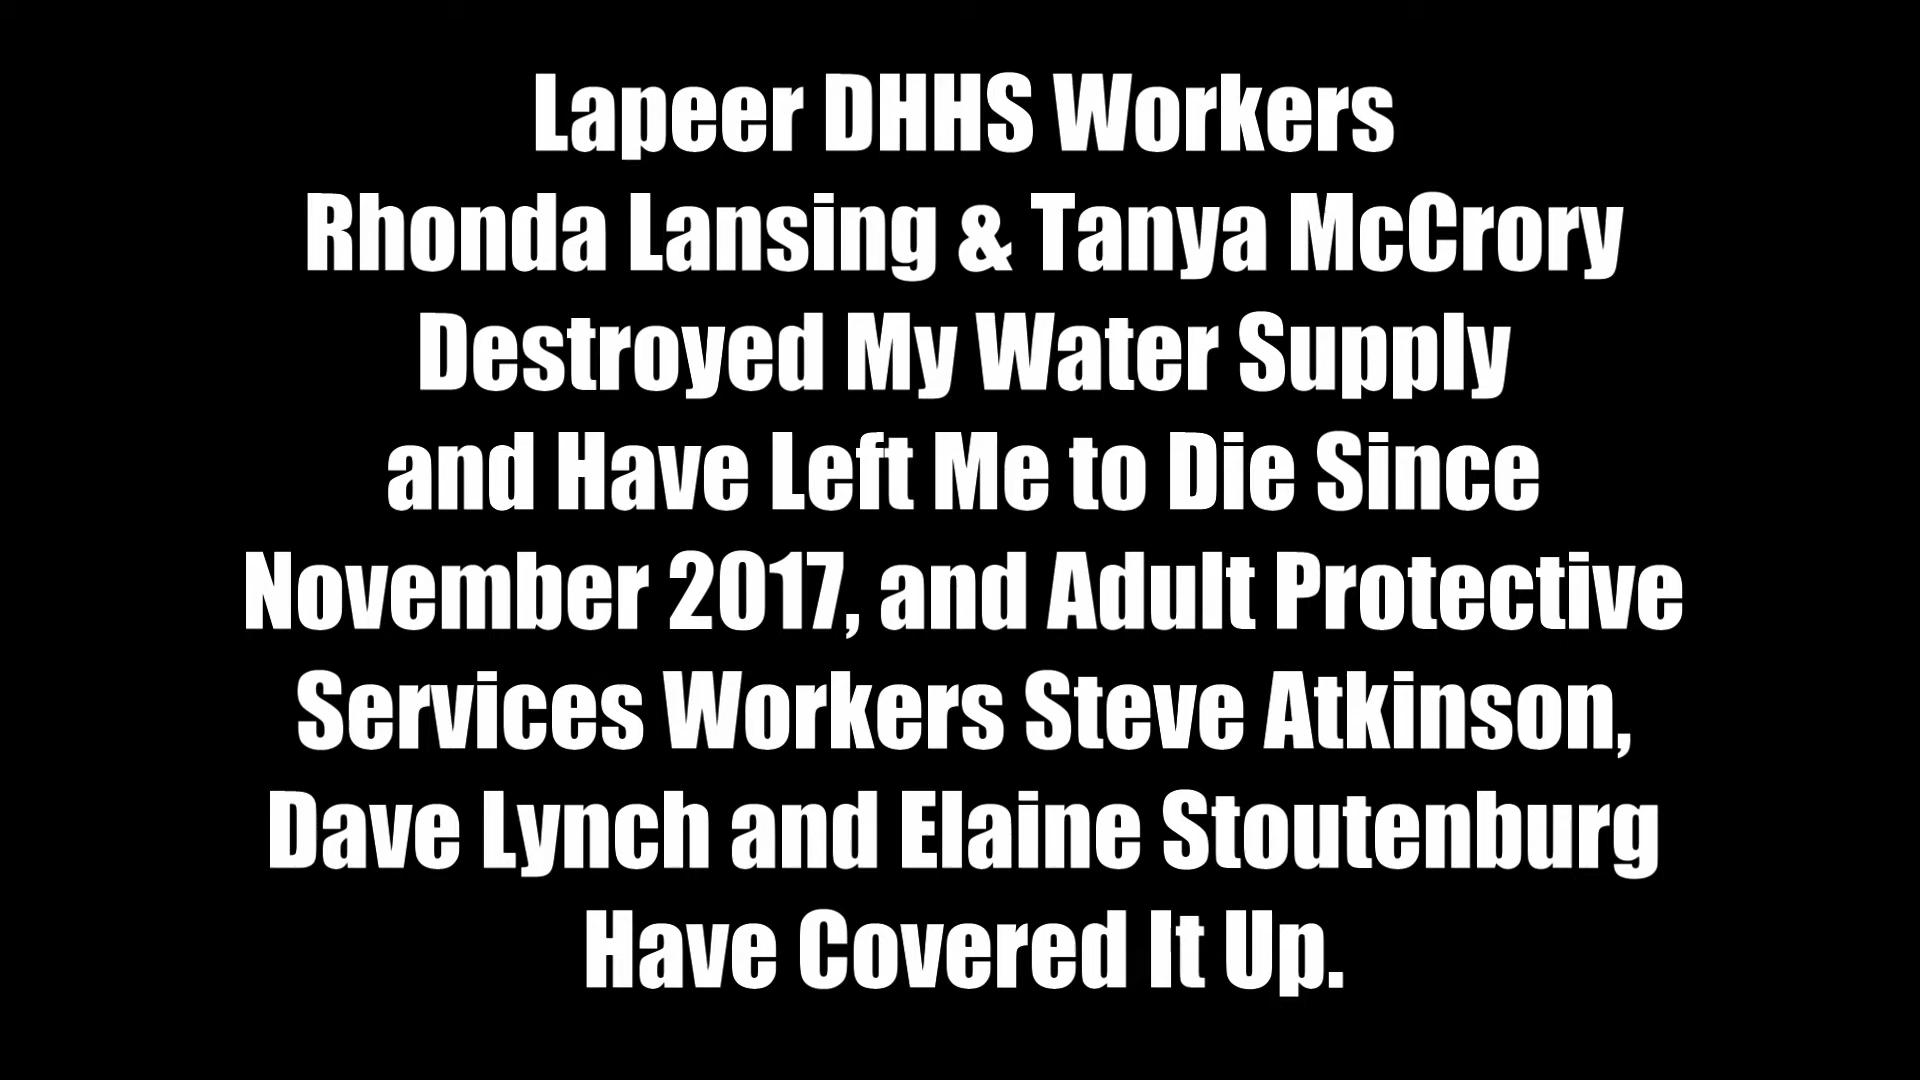 Lapeer DHHS Workers
Rhonda Lansing & Tanya McCrory
Destroyed My Water Supply
and Have Left Me to Die Since
November 2017, and Adult Protective
Services Workers Steve Atkinson,
Dave Lynch and Elaine Stoutenburg
Have Covered It Up.